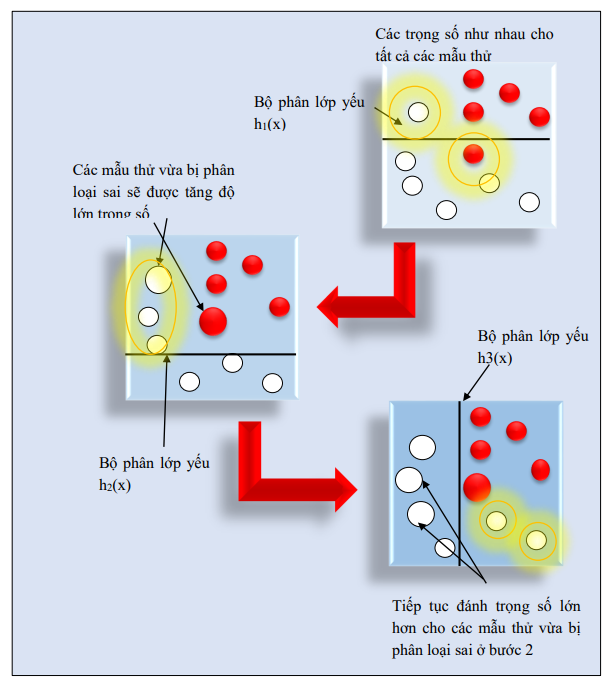 Các trọng số như nhau cho
tất cả các mẫu thử
Bộ phân lớp yếu
h1(x)
Các mẫu thử vừa bị phân
loại sai sẽ được tăng độ
lớn trọng số
Bộ phân lớp yếu
h3(x)
Bộ phân lớp yếu
h2(x)
Tiếp tục đánh trọng số lớn
hơn cho các mẫu thử vừa bị
phân loại sai ở bước 2